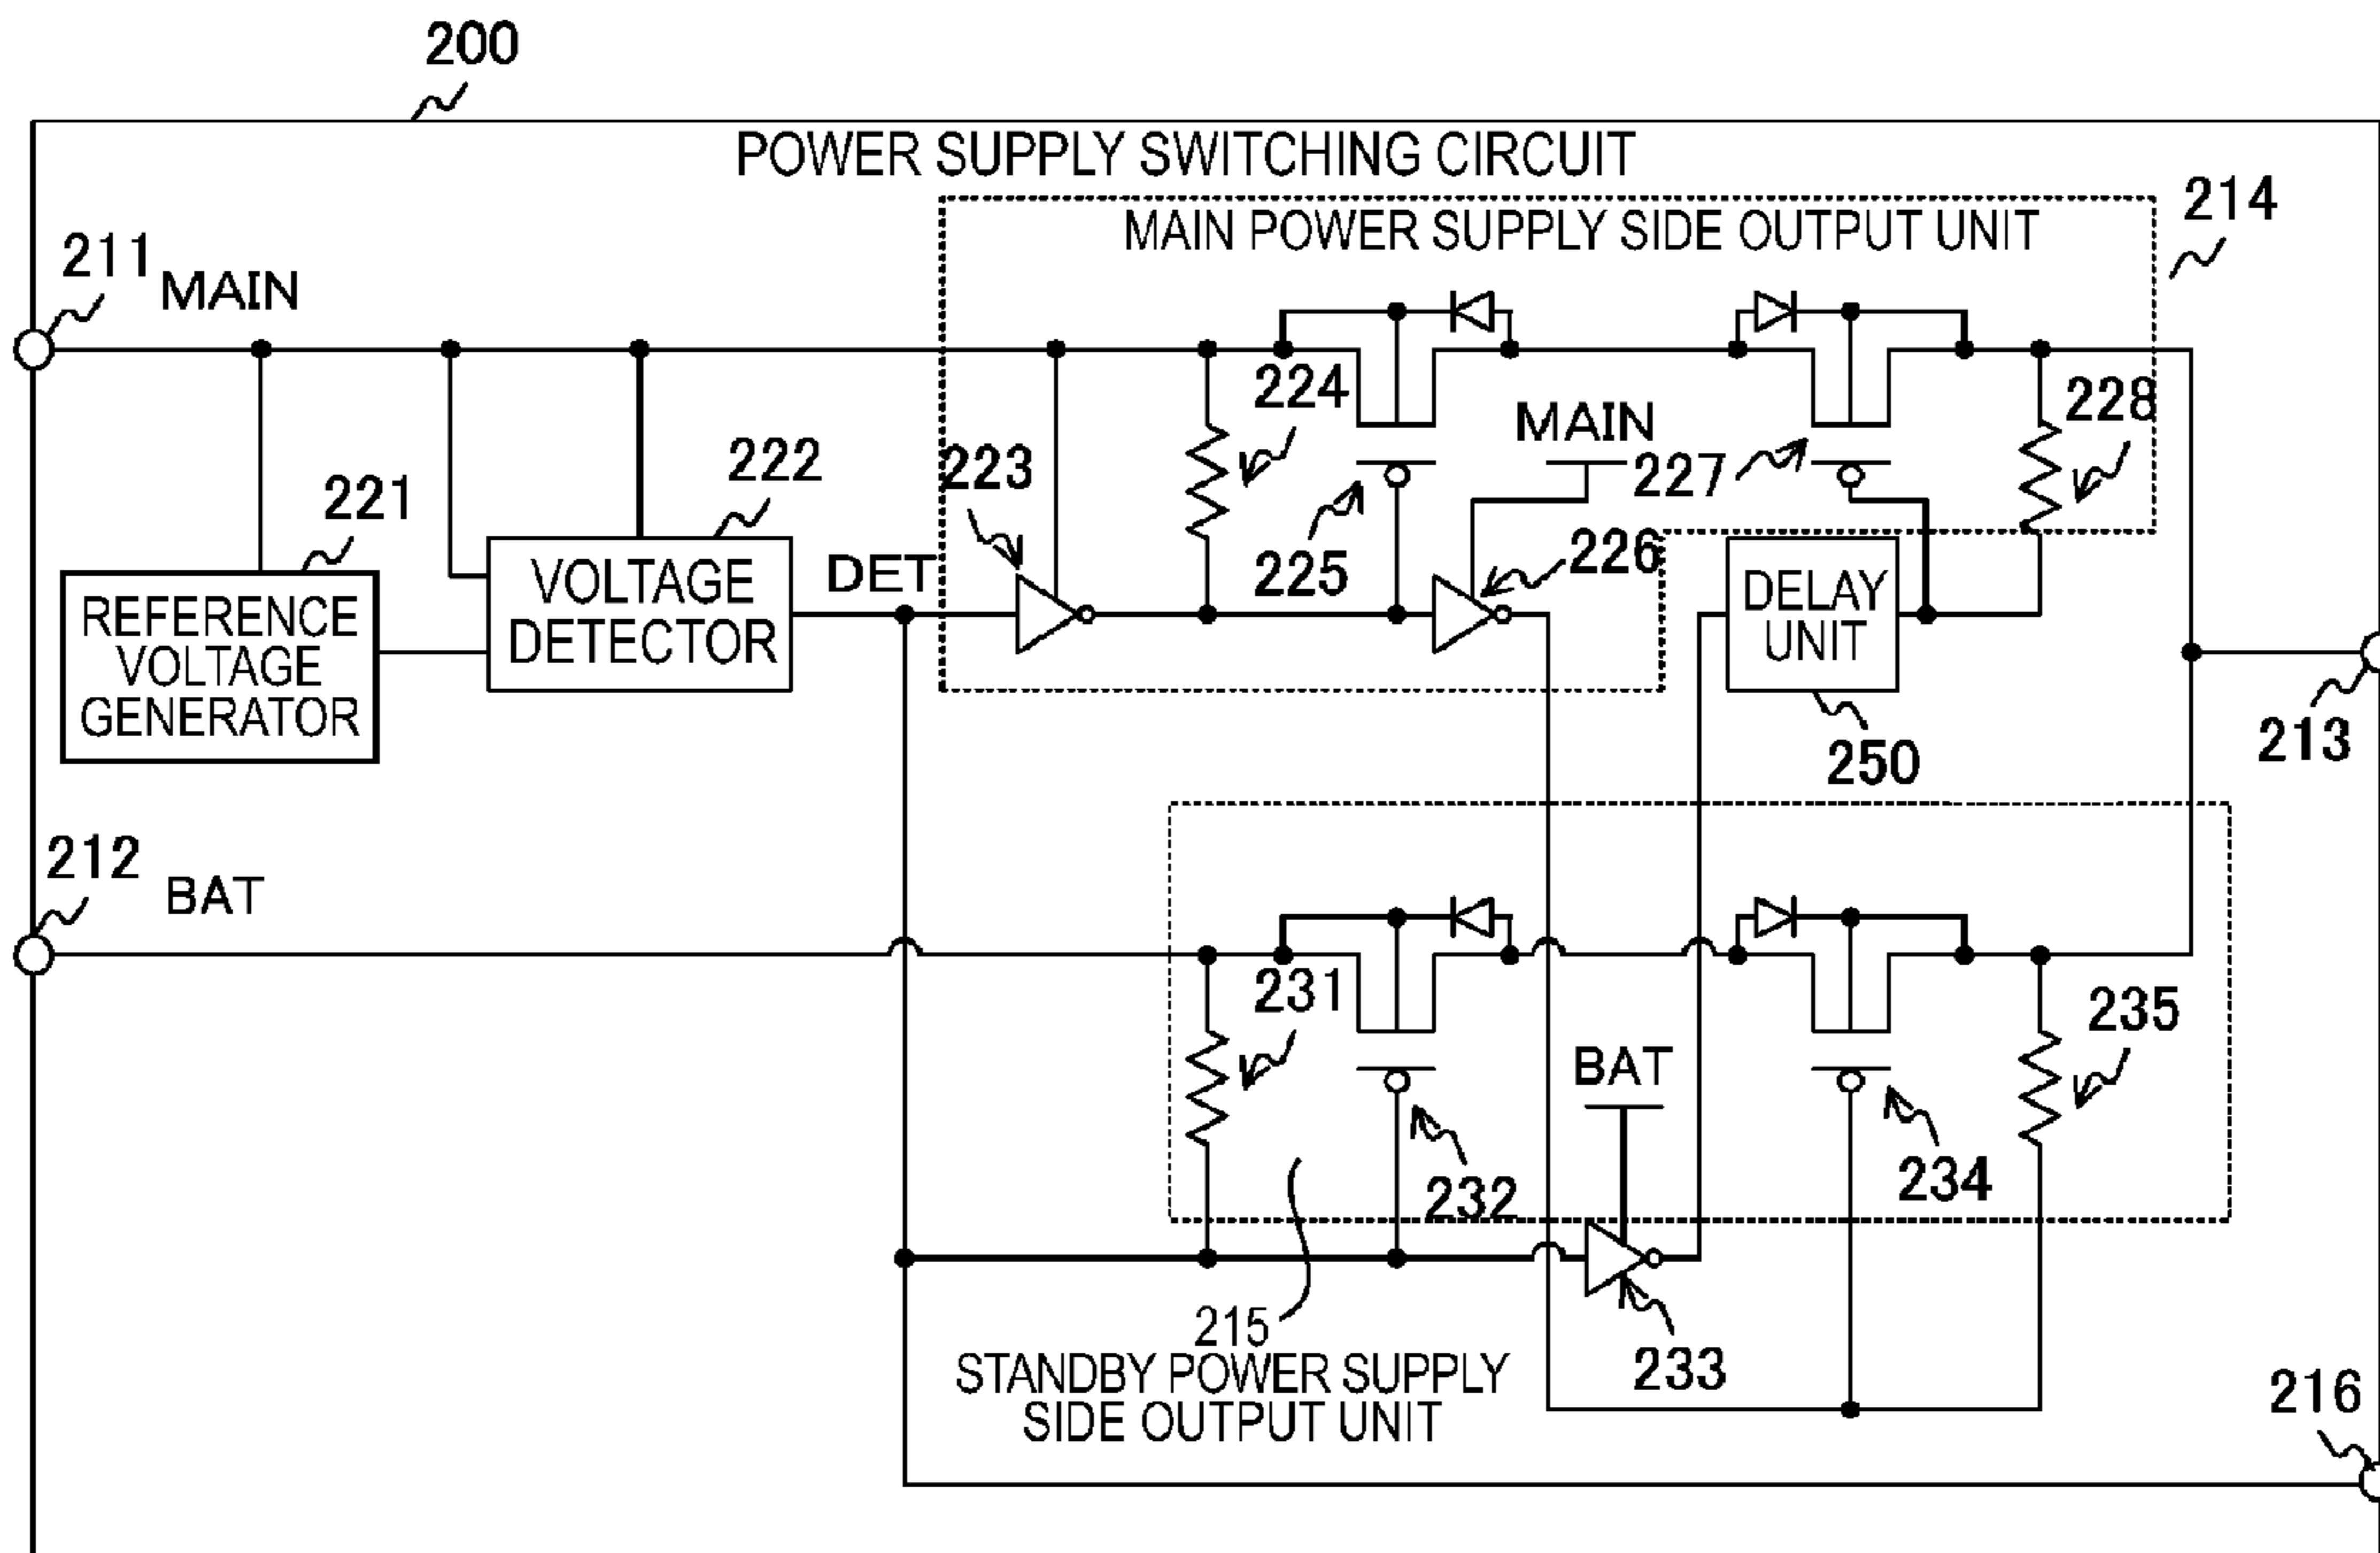 200
POWER SUPPLY SWITCHING CIRCUIT
214
MAIN POWER SUPPLY SIDE OUTPUT UNIT
211
MAIN
224
MAIN
228
223
222
227
221
225
226
VOLTAGE
DETECTOR
DET
DELAY
UNIT
REFERENCE
VOLTAGE
GENERATOR
213
250
212
BAT
231
235
BAT
232
234
215
STANDBY POWER SUPPLY
SIDE OUTPUT UNIT
233
216